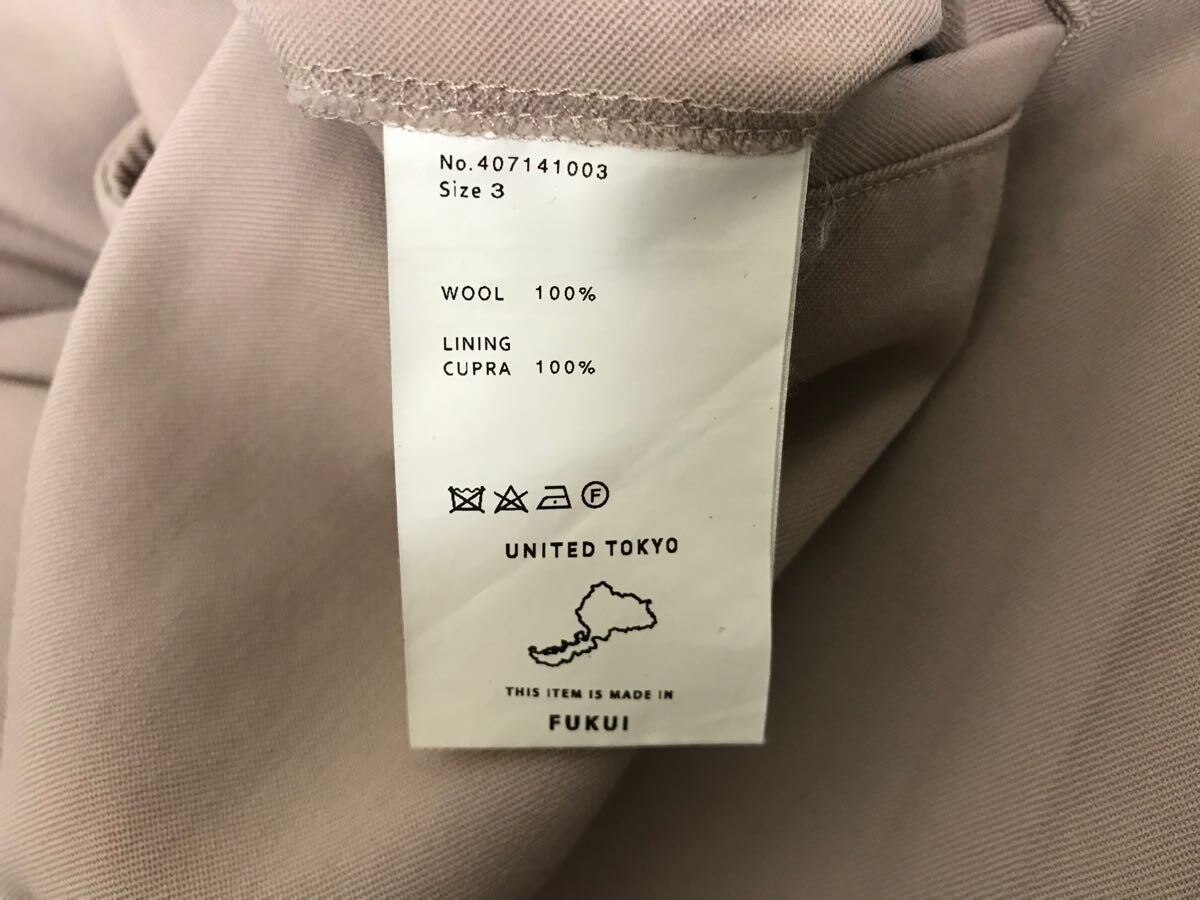 No.407141003
Size 3
WOOL 100%
LINING
CUPRA 100%
F
UNITED TOKYO
THIS ITEM IS MADE IN
FUKUI